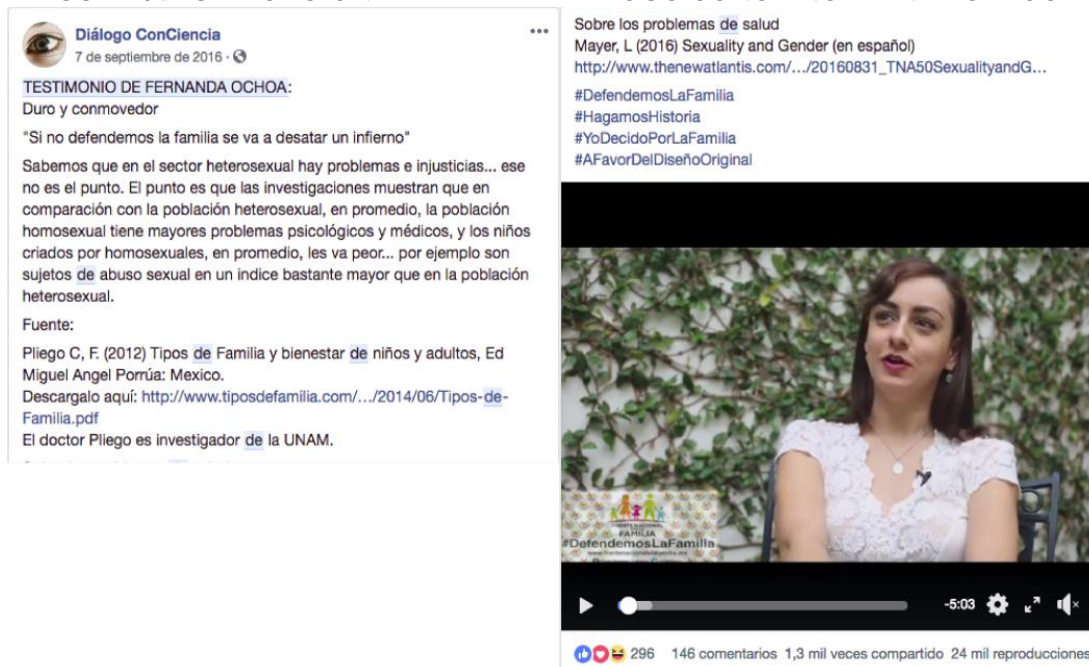 Diálogo ConCiencia
7 de septiembre de 2016
TESTIMONIO DE FERNANDA OCHOA:
Duro y conmovedor
"Si no defendemos la familia se va a desatar un infierno"
Sabemos que en el sector heterosexual hay problemas e injusticias... ese
no es el punto. El punto es que las investigaciones muestran que en
comparación con la población heterosexual, en promedio, la población
homosexual tiene mayores problemas psicológicos y médicos, y los niños
criados por homosexuales, en promedio, les va peor... por ejemplo son
sujetos de abuso sexual en un indice bastante mayor que en la población
heterosexual.
Fuente:
Pliego C, F. (2012) Tipos de Familia y bienestar de niños y adultos, Ed
Miguel Angel Porrúa: Mexico.
Descargalo aquí: http://www.tiposdefamilia.com/.../2014/06/Tipos-de-
Familia.pdf
El doctor Pliego es investigador de la UNAM.
Sobre los problemas de salud
Mayer, L (2016) Sexuality and Gender (en español)
http://www.thenewatlantis.com/.../20160831_TNA50SexualityandG...
#DefendemosLaFamilia
#HagamosHistoria
#YoDecidoPorLaFamilia
#AFavorDelDiseñoOriginal
FRENTE NACIONAL
FAMILIA
#DefendemosLaFamilia
-5:03
296 146 comentarios 1,3 mil veces compartido 24 mil reproducciones